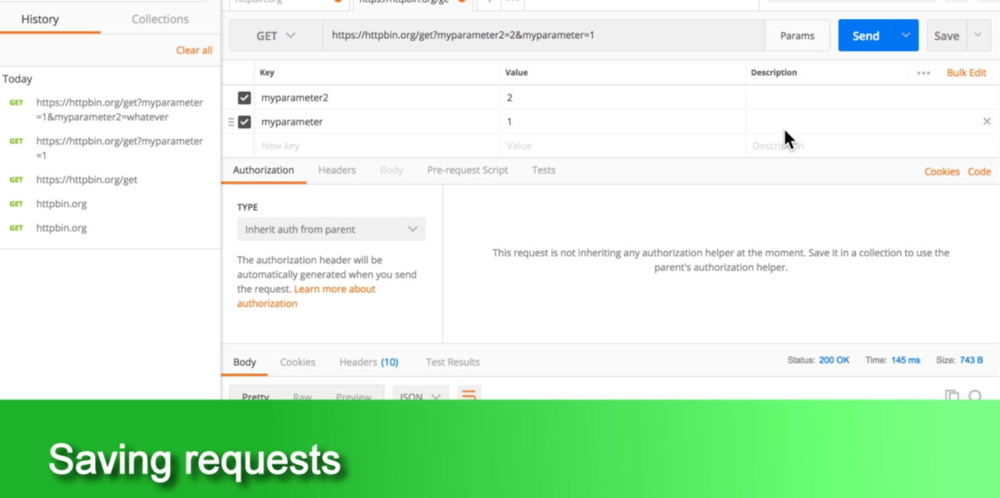 httpbin.org
https://httpbin.org/ge
History
Collections
GET
https://httpbin.org/get?myparameter2=2&myparameter=1
Params
Send
Save
Clear all
Key
Value
Description
Bulk Edit
Today
myparameter2
2
GET
https://httpbin.org/get?myparameter
=1&myparameter2=whatever
myparameter
1
New key
Value
GET
https://httpbin.org/get?myparameter
=1
Authorization
Headers
Body
Pre-request Script
Tests
Cookies
Code
GET
https://httpbin.org/get
GET
httpbin.org
GET
httpbin.org
TYPE
Inherit auth from parent
The authorization header will be
automatically generated when you send
the request. Learn more about
authorization
This request is not inheriting any authorization helper at the moment. Save it in a collection to use the
parent's authorization helper.
Body
Cookies
Headers (10)
Test Results
Status: 200 OK
Time: 145 ms
Size: 743 B
Pretty
Raw
Preview
JSON
Saving requests